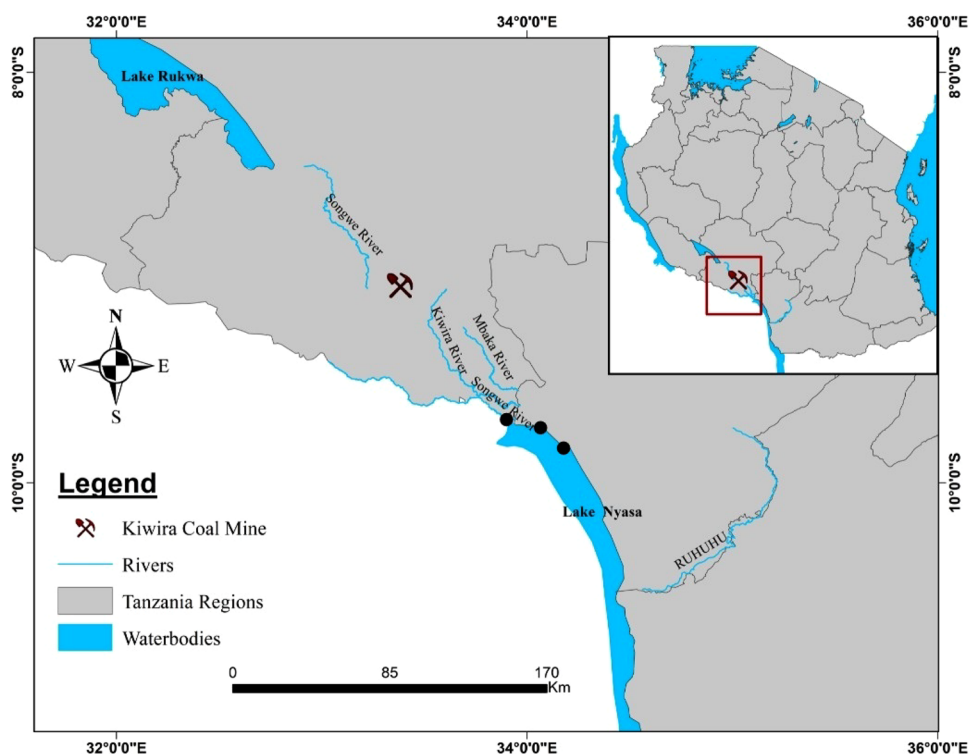 32°0'0"E
34°0'0"E
36°0'0"E
8°0'0"S
8°0'0"S
Lake Rukwa
Songwe River
Kiwira River
Mbaka River
Songwe River
N
W
E
S
10°0'0"S
10°0'0"S
Lake Nyasa
RUHUHU
Legend
Kiwira Coal Mine
Rivers
Tanzania Regions
Waterbodies
0
85
170
Km
32°0'0"E
34°0'0"E
36°0'0"E